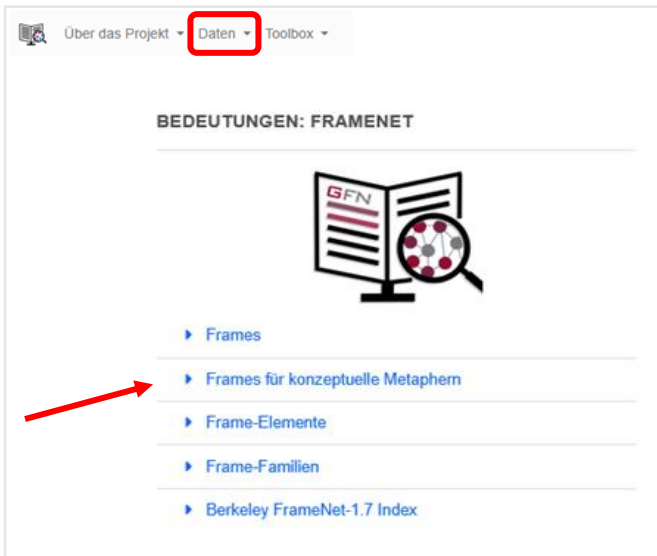 Über das Projekt Daten Toolbox
BEDEUTUNGEN: FRAMENET
GFN
Frames
Frames für konzeptuelle Metaphern
Frame-Elemente
Frame-Familien
Berkeley FrameNet-1.7 Index